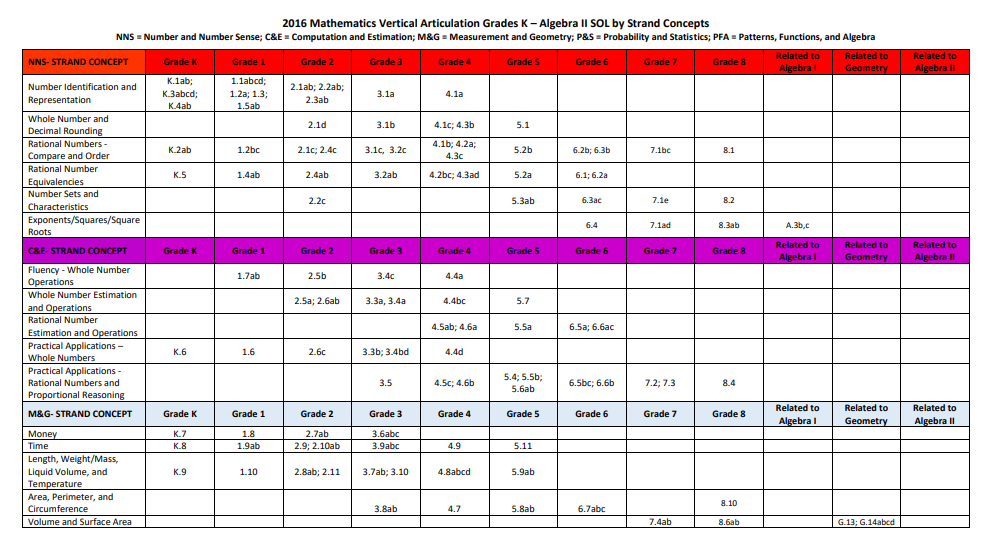 2016 Mathematics Vertical Articulation Grades K – Algebra II SOL by Strand Concepts
NNS = Number and Number Sense; C&E = Computation and Estimation; M&G = Measurement and Geometry; P&S = Probability and Statistics; PFA = Patterns, Functions, and Algebra
NNS- STRAND CONCEPT Grade K Grade 1 Grade 2 Grade 3 Grade 4 Grade 5 Grade 6 Grade 7 Grade 8 Related to Algebra I Related to Geometry Related to Algebra II
Number Identification and Representation K.1ab; K.3abcd; K.4ab 1.1abcd; 1.2a; 1.3; 1.5ab 2.1ab; 2.2ab; 2.3ab 3.1a 4.1a
Whole Number and Decimal Rounding 2.1d 3.1b 4.1c; 4.3b 5.1
Rational Numbers - Compare and Order K.2ab 1.2bc 2.1c; 2.4c 3.1c, 3.2c 4.1b; 4.2a; 4.3c 5.2b 6.2b; 6.3b 7.1bc 8.1
Rational Number Equivalencies K.5 1.4ab 2.4ab 3.2ab 4.2bc; 4.3ad 5.2a 6.1; 6.2a
Number Sets and Characteristics 2.2c 5.3ab 6.3ac 7.1e 8.2
Exponents/Squares/Square Roots 6.4 7.1ad 8.3ab A.3b,c
C&E- STRAND CONCEPT Grade K Grade 1 Grade 2 Grade 3 Grade 4 Grade 5 Grade 6 Grade 7 Grade 8 Related to Algebra I Related to Geometry Related to Algebra II
Fluency - Whole Number Operations 1.7ab 2.5b 3.4c 4.4a
Whole Number Estimation and Operations 2.5a; 2.6ab 3.3a, 3.4a 4.4bc 5.7
Rational Number Estimation and Operations 4.5ab; 4.6a 5.5a 6.5a; 6.6ac
Practical Applications – Whole Numbers K.6 1.6 2.6c 3.3b; 3.4bd 4.4d
Practical Applications - Rational Numbers and Proportional Reasoning 3.5 4.5c; 4.6b 5.4; 5.5b; 5.6ab 6.5bc; 6.6b 7.2; 7.3 8.4
M&G- STRAND CONCEPT Grade K Grade 1 Grade 2 Grade 3 Grade 4 Grade 5 Grade 6 Grade 7 Grade 8 Related to Algebra I Related to Geometry Related to Algebra II
Money K.7 1.8 2.7ab 3.6abc
Time K.8 1.9ab 2.9; 2.10ab 3.9abc 4.9 5.11
Length, Weight/Mass, Liquid Volume, and Temperature K.9 1.10 2.8ab; 2.11 3.7ab; 3.10 4.8abcd 5.9ab
Area, Perimeter, and Circumference 3.8ab 4.7 5.8ab 6.7abc 8.10
Volume and Surface Area 7.4ab 8.6ab G.13; G.14abcd